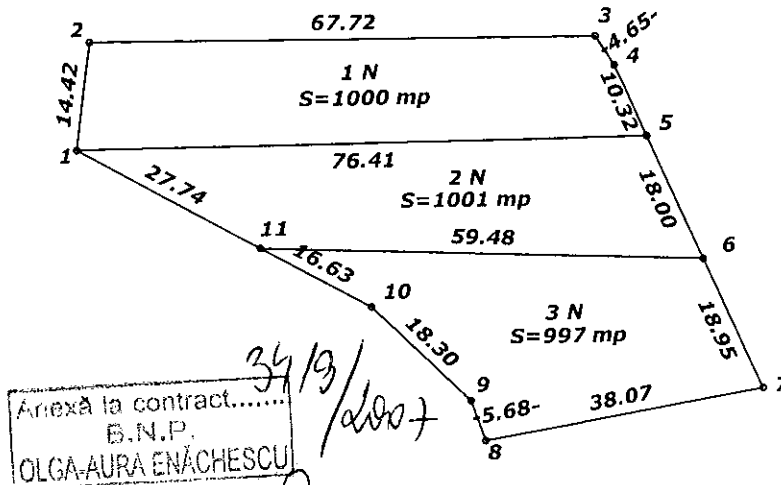 67.72
2
3
-4.65-
4
14.42
1 N
S=1000 mp
10.32
5
1
76.41
27.74
2 N
S=1001 mp
18.00
11
59.48
6
16.63
10
3 N
S=997 mp
18.95
18.30
9
7
38.07
-5.68-
8
Anexă la contract.......
B.N.P.
OLGA-AURA ENĂCHESCU